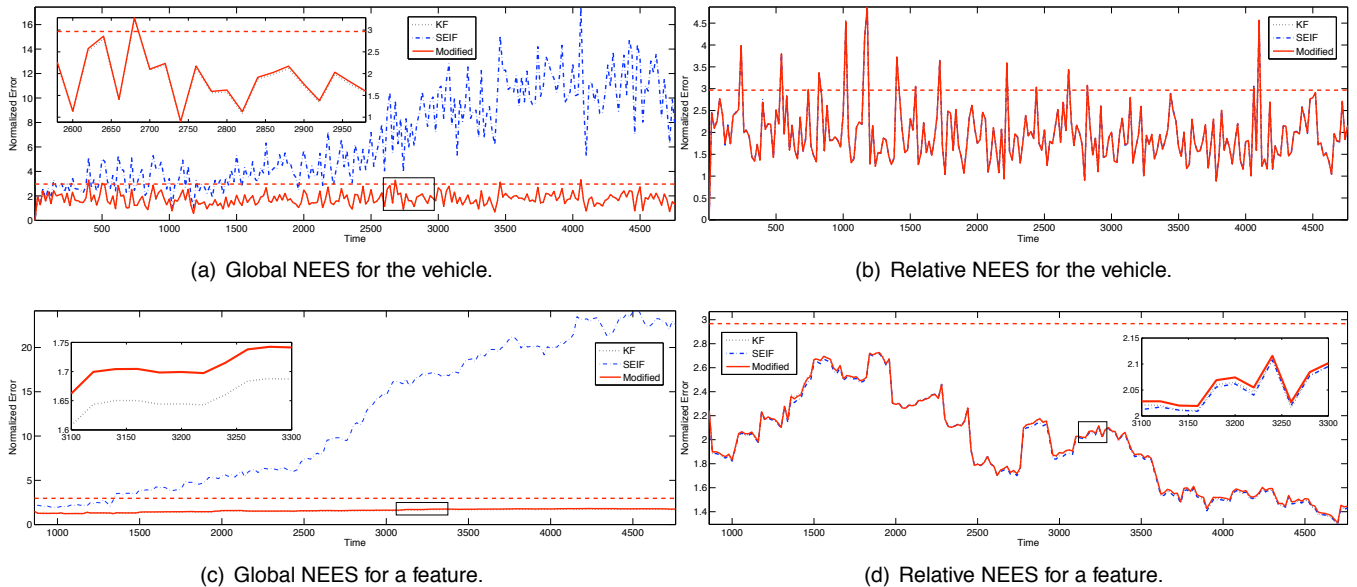 16
14
12
10
8
6
4
2
0
Normalized Error
3
2.5
2
1.5
1
2600 2650 2700 2750 2800 2850 2900 2950
KF
SEIF
Modified
500 1000 1500 2000 2500 3000 3500 4000 4500
Time
(a) Global NEES for the vehicle.
4.5
4
3.5
3
2.5
2
1.5
1
0.5
0
Normalized Error
KF
SEIF
Modified
500 1000 1500 2000 2500 3000 3500 4000 4500
Time
(b) Relative NEES for the vehicle.
20
15
10
5
0
Normalized Error
1.75
1.7
1.65
1.6
3100 3150 3200 3250 3300
KF
SEIF
Modified
1000 1500 2000 2500 3000 3500 4000 4500
Time
(c) Global NEES for a feature.
3
2.8
2.6
2.4
2.2
2
1.8
1.6
1.4
Normalized Error
KF
SEIF
Modified
2.15
2.1
2.05
2
3100 3150 3200 3250 3300
1000 1500 2000 2500 3000 3500 4000 4500
Time
(d) Relative NEES for a feature.